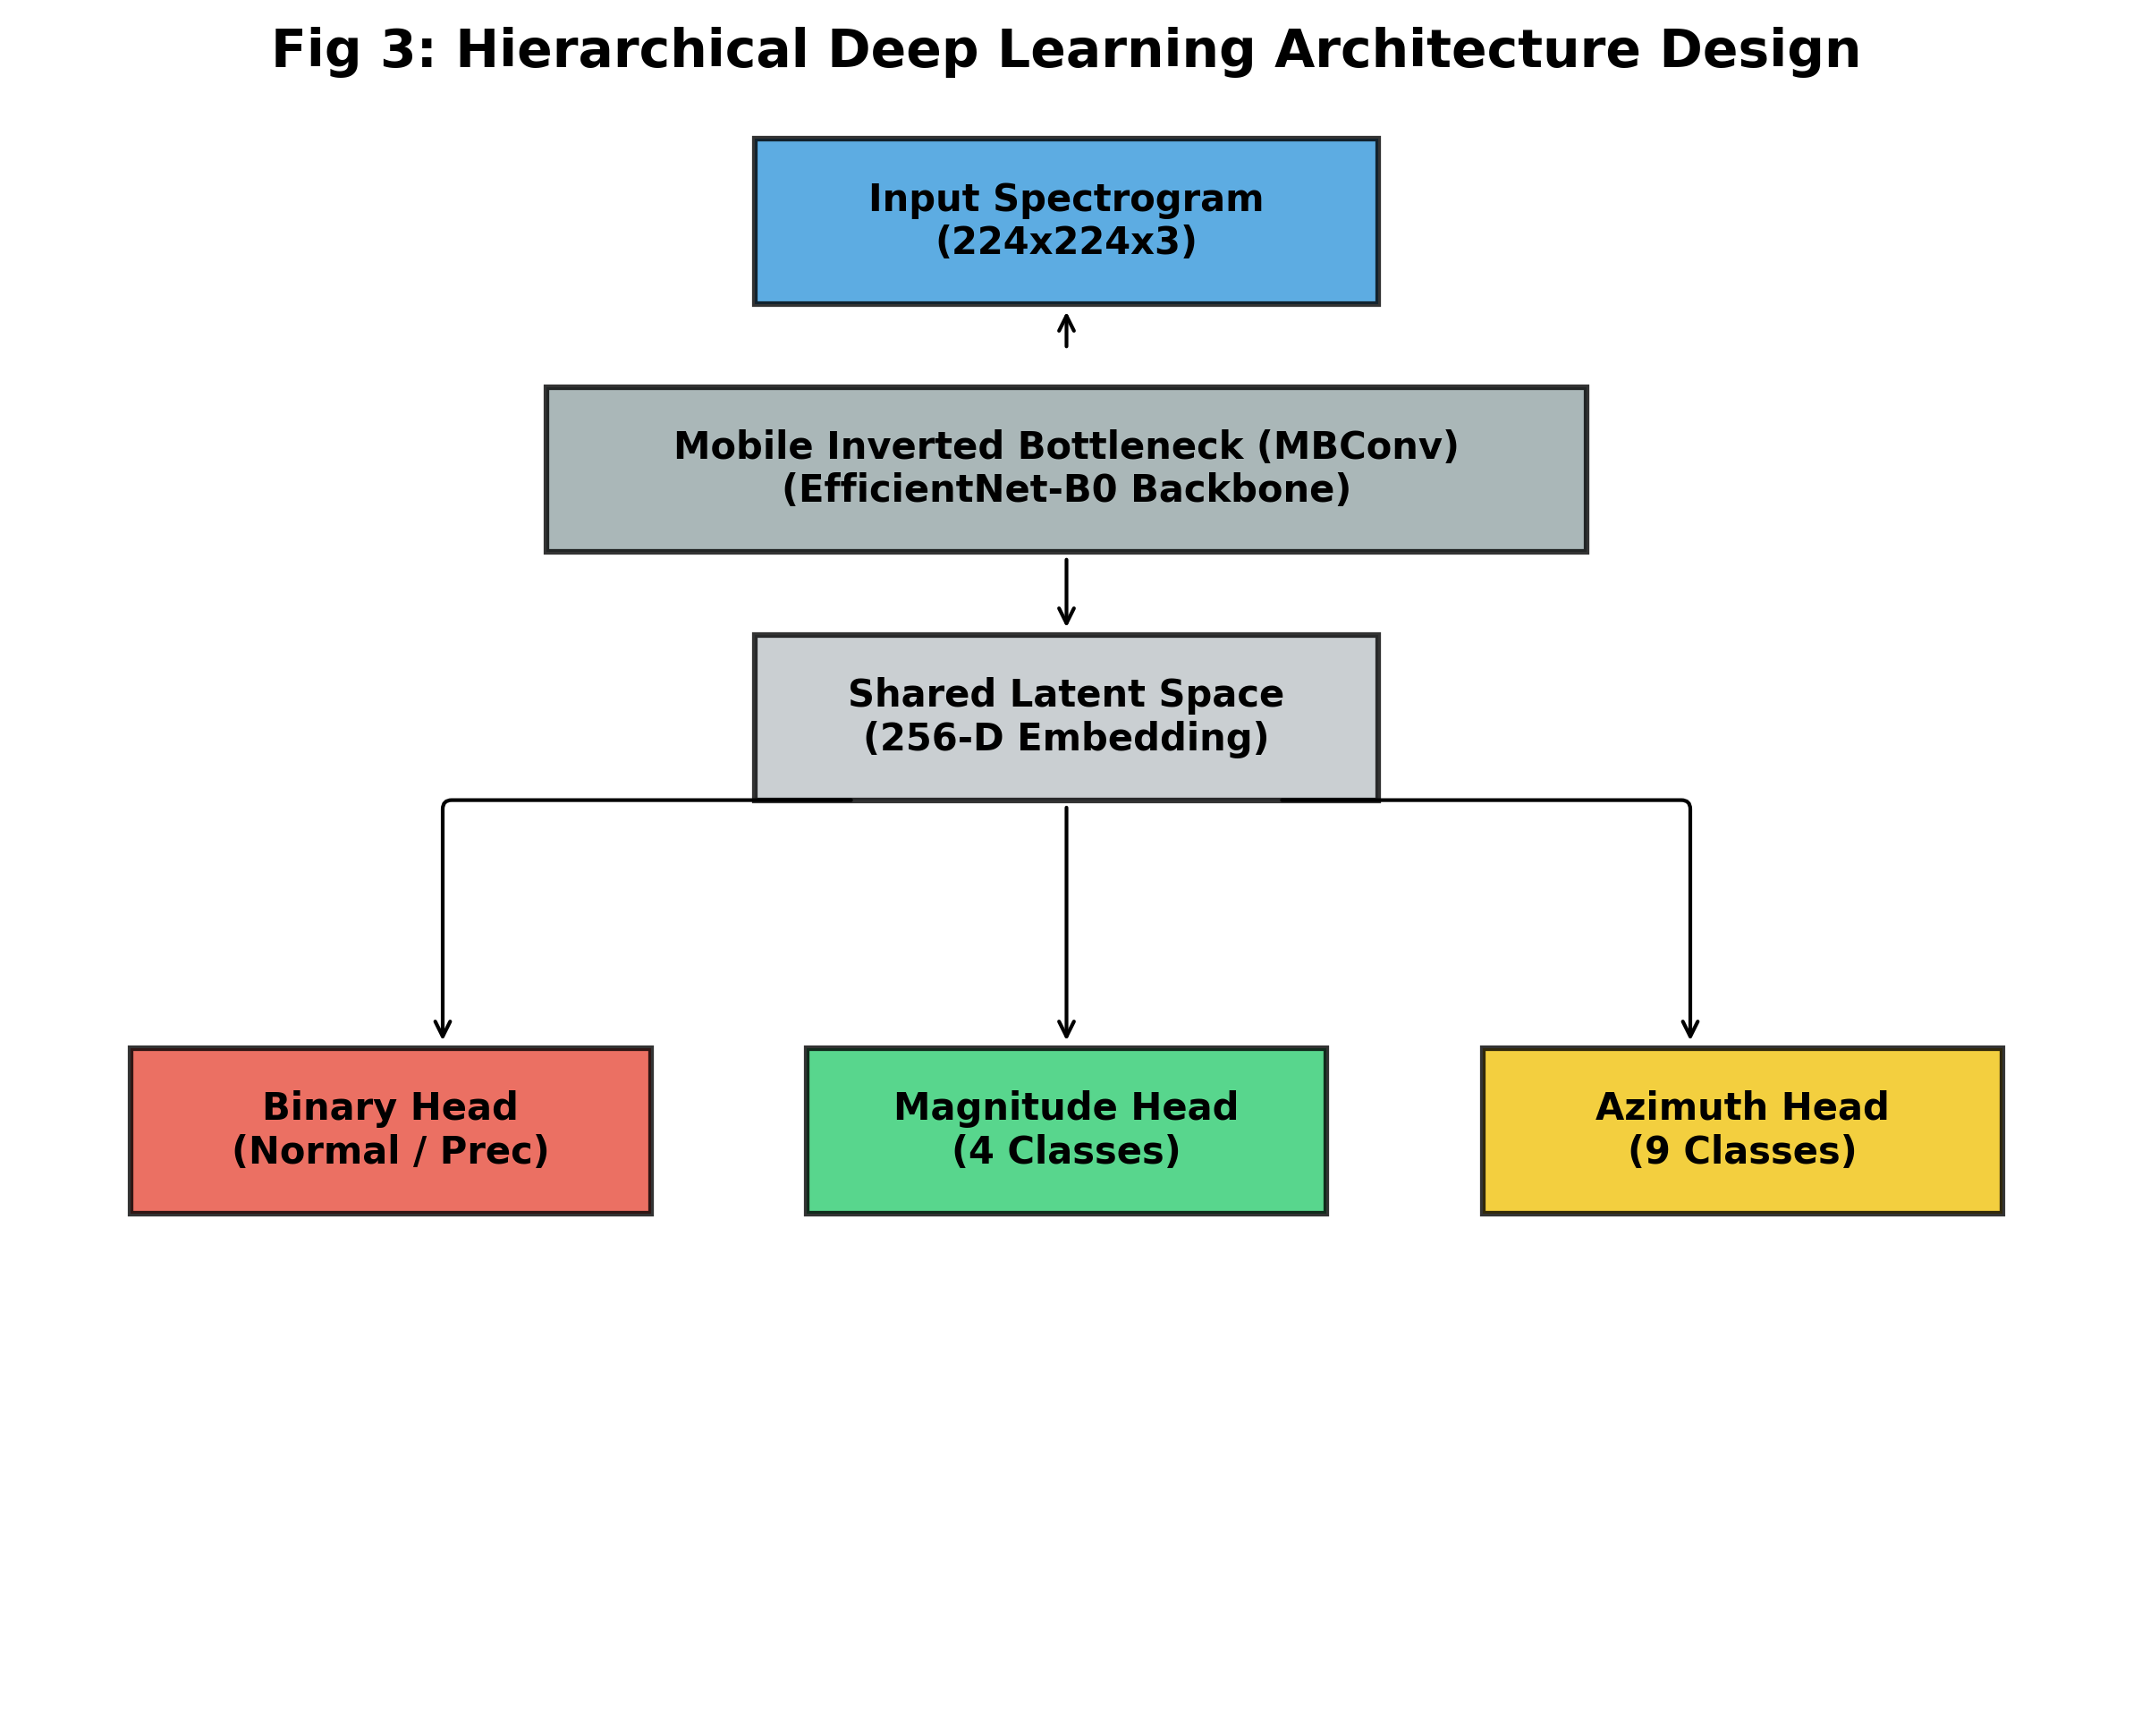 Fig 3: Hierarchical Deep Learning Architecture Design
Input Spectrogram
(224x224x3)
Mobile Inverted Bottleneck (MBConv)
(EfficientNet-B0 Backbone)
Shared Latent Space
(256-D Embedding)
Binary Head
(Normal / Prec)
Magnitude Head
(4 Classes)
Azimuth Head
(9 Classes)